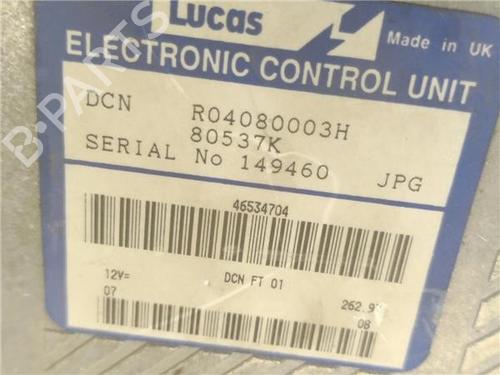 Lucas
Made in UK
ELECTRONIC CONTROL UNIT
DCN R04080003H
80537K
SERIAL No 149460 JPG
46534704
12V= DCN FT 01
07 08
B-PARTS